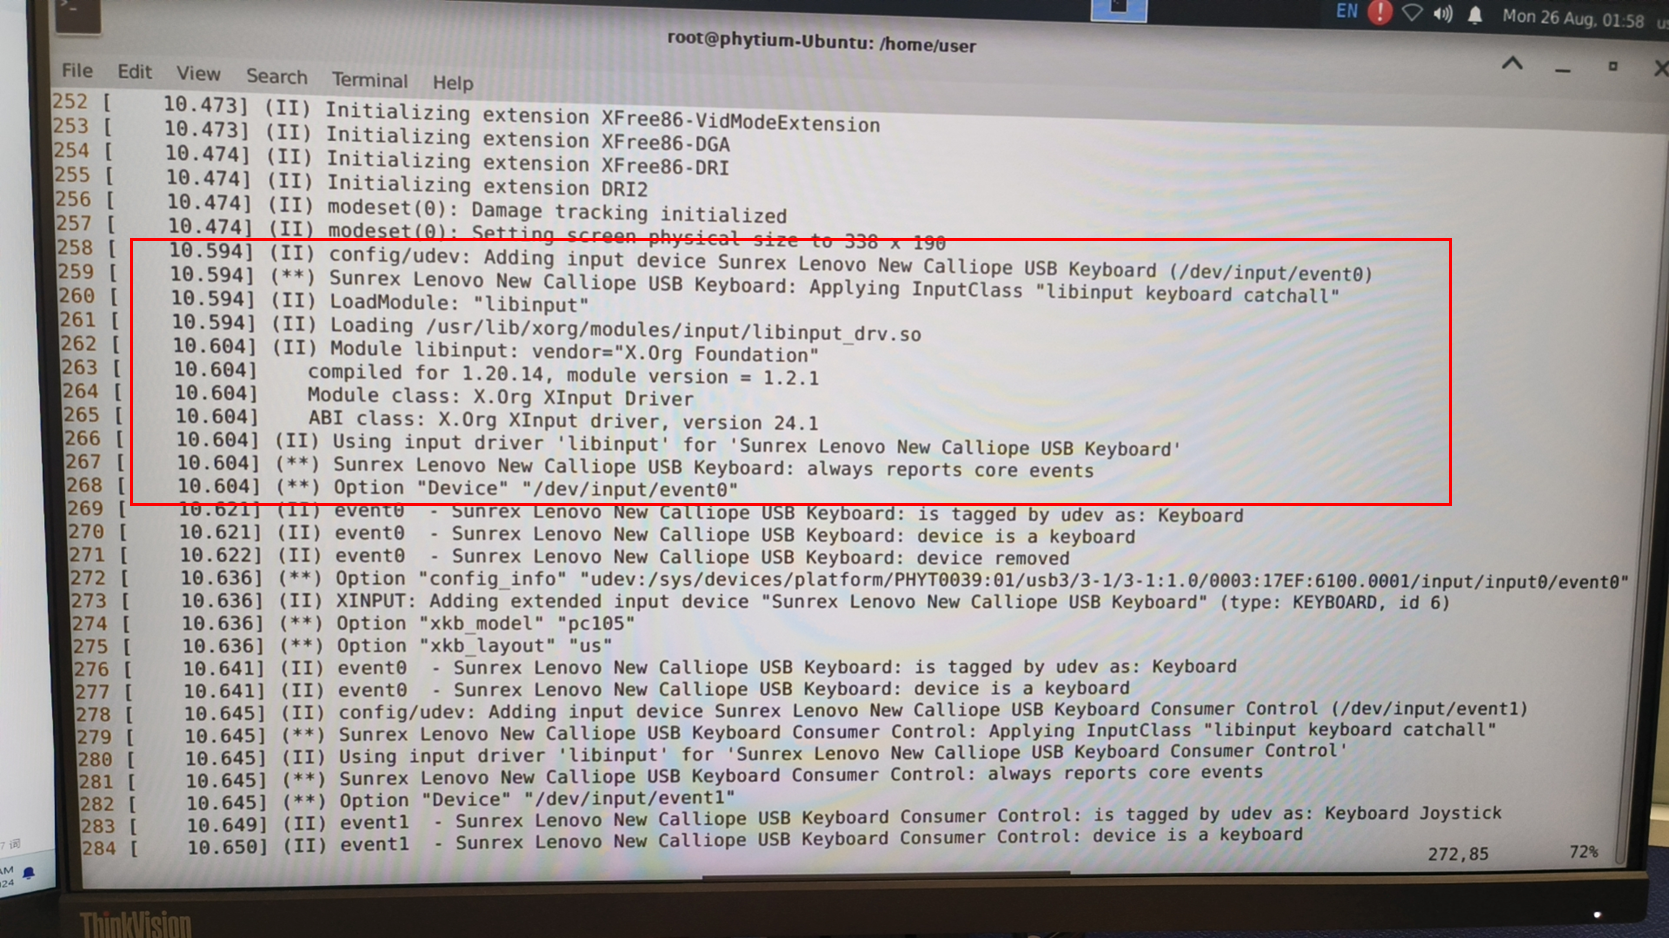 EN
Mon 26 Aug, 01:58
root@phytium-Ubuntu: /home/user
File Edit View Search Terminal Help
252 [ 10.473] (II) Initializing extension XFree86-VidModeExtension
253 [ 10.473] (II) Initializing extension XFree86-DGA
254 [ 10.474] (II) Initializing extension XFree86-DRI
255 [ 10.474] (II) Initializing extension DRI2
256 [ 10.474] (II) modeset(0): Damage tracking initialized
257 [ 10.474] (II) modeset(0): Setting screen physical size to 338 x 190
258 [ 10.594] (II) config/udev: Adding input device Sunrex Lenovo New Calliope USB Keyboard (/dev/input/event0)
259 [ 10.594] (**) Sunrex Lenovo New Calliope USB Keyboard: Applying InputClass "libinput keyboard catchall"
260 [ 10.594] (II) LoadModule: "libinput"
261 [ 10.594] (II) Loading /usr/lib/xorg/modules/input/libinput_drv.so
262 [ 10.604] (II) Module libinput: vendor="X.Org Foundation"
263 [ 10.604] compiled for 1.20.14, module version = 1.2.1
264 [ 10.604] Module class: X.Org XInput Driver
265 [ 10.604] ABI class: X.Org XInput driver, version 24.1
266 [ 10.604] (II) Using input driver 'libinput' for 'Sunrex Lenovo New Calliope USB Keyboard'
267 [ 10.604] (**) Sunrex Lenovo New Calliope USB Keyboard: always reports core events
268 [ 10.604] (**) Option "Device" "/dev/input/event0"
269 [ 10.621] (II) event0 - Sunrex Lenovo New Calliope USB Keyboard: is tagged by udev as: Keyboard
270 [ 10.621] (II) event0 - Sunrex Lenovo New Calliope USB Keyboard: device is a keyboard
271 [ 10.622] (II) event0 - Sunrex Lenovo New Calliope USB Keyboard: device removed
272 [ 10.636] (**) Option "config_info" "udev:/sys/devices/platform/PHYT0039:01/usb3/3-1/3-1:1.0/0003:17EF:6100.0001/input/input0/event0"
273 [ 10.636] (II) XINPUT: Adding extended input device "Sunrex Lenovo New Calliope USB Keyboard" (type: KEYBOARD, id 6)
274 [ 10.636] (**) Option "xkb_model" "pc105"
275 [ 10.636] (**) Option "xkb_layout" "us"
276 [ 10.641] (II) event0 - Sunrex Lenovo New Calliope USB Keyboard: is tagged by udev as: Keyboard
277 [ 10.641] (II) event0 - Sunrex Lenovo New Calliope USB Keyboard: device is a keyboard
278 [ 10.645] (II) config/udev: Adding input device Sunrex Lenovo New Calliope USB Keyboard Consumer Control (/dev/input/event1)
279 [ 10.645] (**) Sunrex Lenovo New Calliope USB Keyboard Consumer Control: Applying InputClass "libinput keyboard catchall"
280 [ 10.645] (II) Using input driver 'libinput' for 'Sunrex Lenovo New Calliope USB Keyboard Consumer Control'
281 [ 10.645] (**) Sunrex Lenovo New Calliope USB Keyboard Consumer Control: always reports core events
282 [ 10.645] (**) Option "Device" "/dev/input/event1"
283 [ 10.649] (II) event1 - Sunrex Lenovo New Calliope USB Keyboard Consumer Control: is tagged by udev as: Keyboard Joystick
284 [ 10.650] (II) event1 - Sunrex Lenovo New Calliope USB Keyboard Consumer Control: device is a keyboard
272,85 72%
ThinkVision